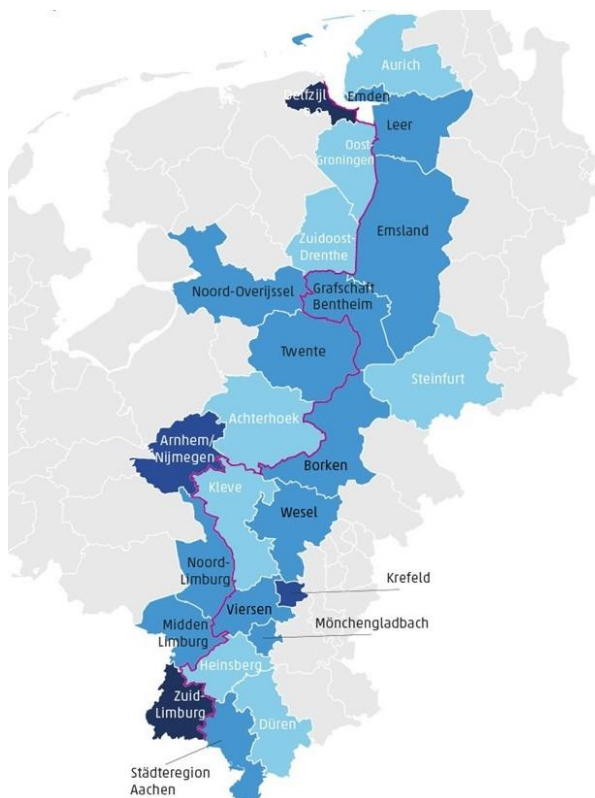 Aurich
Delfzijl
e.o.
Emden
Leer
Oost-
Groningen
Emsland
Zuidoost-
Drenthe
Noord-Overijssel
Grafschaft
Bentheim
Twente
Steinfurt
Achterhoek
Arnhem/
Nijmegen
Borken
Kleve
Wesel
Noord-
Limburg
Krefeld
Viersen
Mönchengladbach
Midden
Limburg
Heinsberg
Zuid-
Limburg
Düren
Städteregion
Aachen